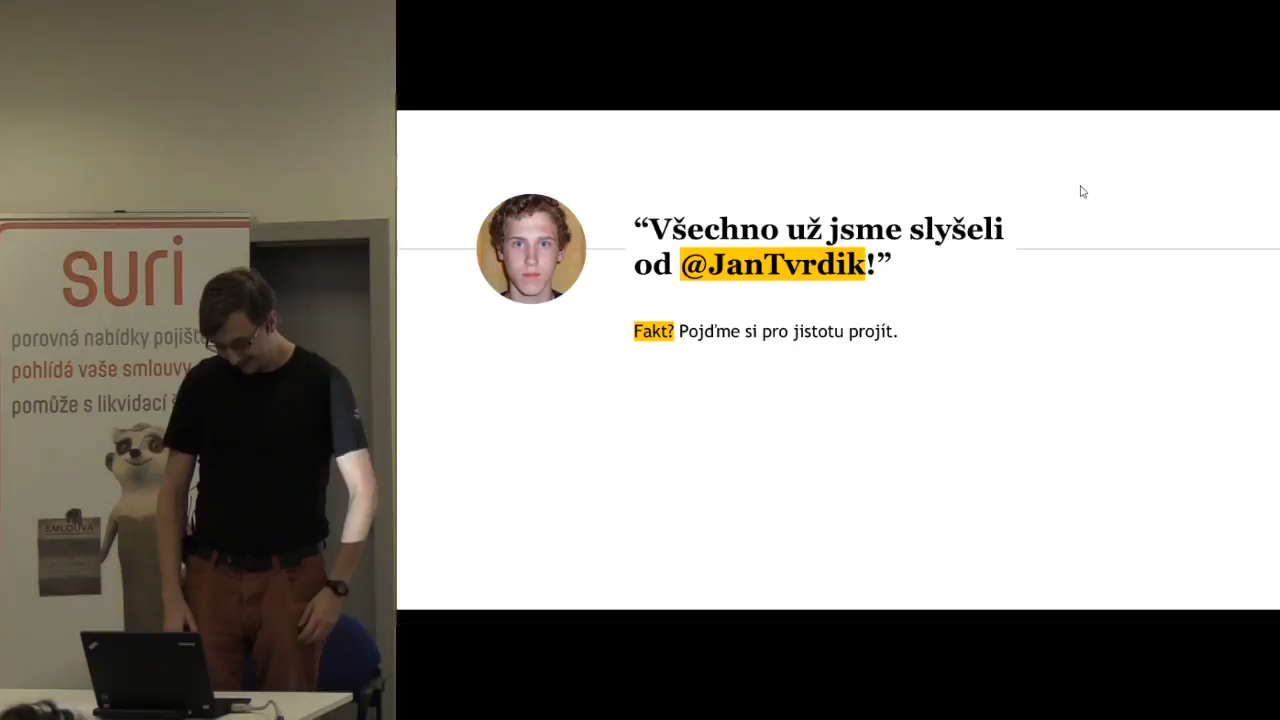 suri
porovná nabídky pojiště
pohlídá vaše smlouvy
pomůže s likvidací
SMLOUVA
“Všechno už jsme slyšeli
od @JanTvrdik!”
Fakt? Pojďme si pro jistotu projít.